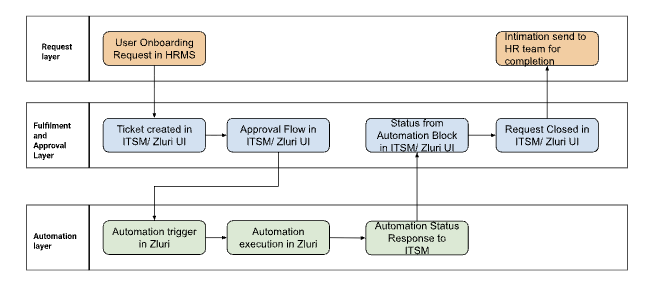 Request
layer
User Onboarding
Request in HRMS
Intimation send to
HR team for
completion
Fulfilment
and
Approval
Layer
Ticket created in
ITSM/ Zluri UI
Approval Flow in
ITSM/ Zluri UI
Status from
Automation Block
in ITSM/ Zluri UI
Request Closed in
ITSM/ Zluri UI
Automation
layer
Automation trigger
in Zluri
Automation
execution in Zluri
Automation Status
Response to
ITSM